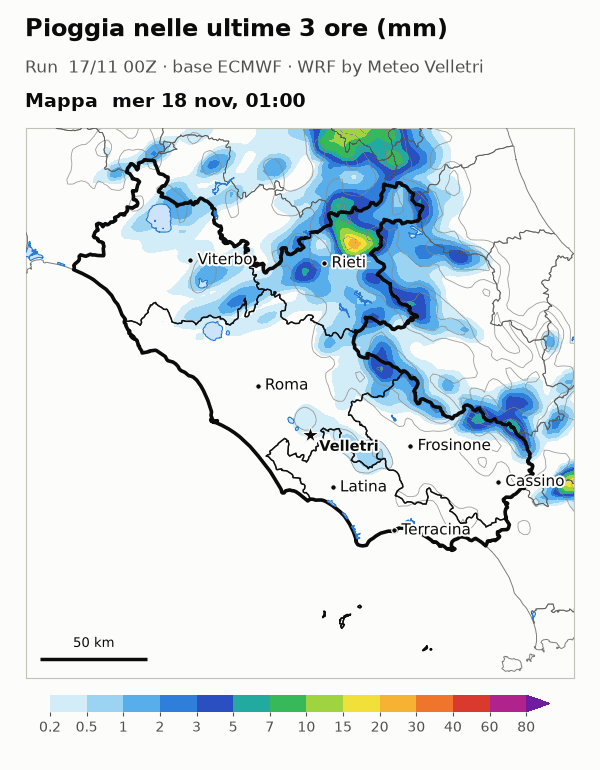 Pioggia nelle ultime 3 ore (mm)
Run 17/11 00Z · base ECMWF · WRF by Meteo Velletri
Mappa mer 18 nov, 01:00
Viterbo
Rieti
Roma
Velletri
Frosinone
Latina
Cassino
Terracina
50 km
0.2 0.5 1 2 3 5 7 10 15 20 30 40 60 80